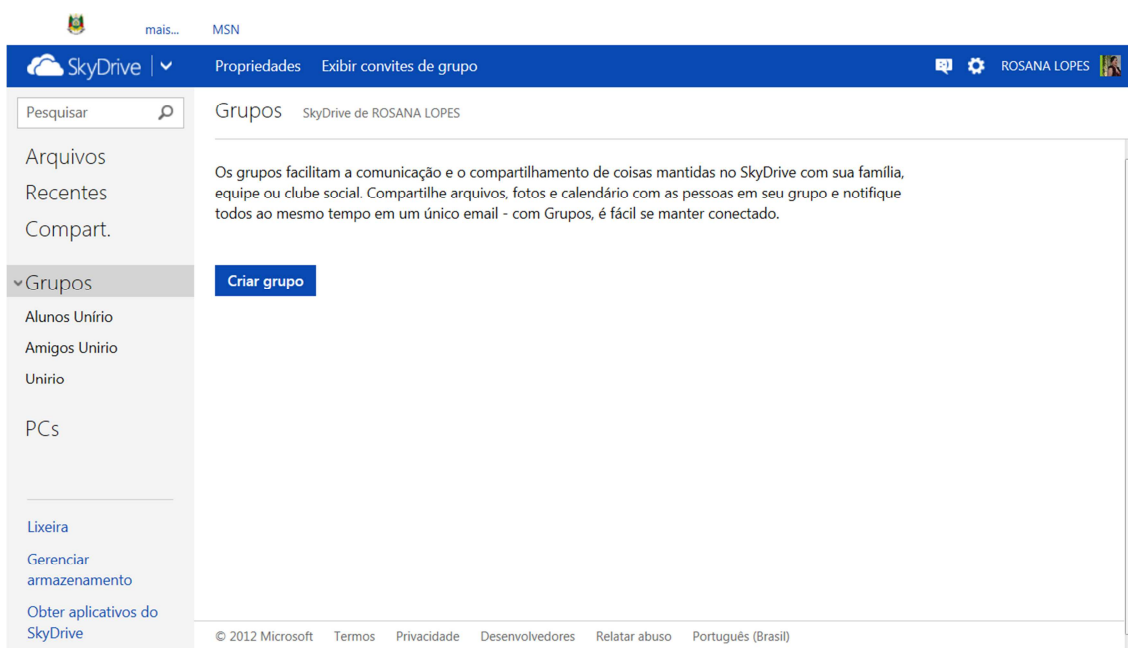 mais... MSN
SkyDrive Propriedades Exibir convites de grupo ROSANA LOPES
Pesquisar
Arquivos
Recentes
Compart.
Grupos
Alunos Unírio
Amigos Unirio
Unirio
PCs
Lixeira
Gerenciar
armazenamento
Obter aplicativos do
SkyDrive
Grupos SkyDrive de ROSANA LOPES
Os grupos facilitam a comunicação e o compartilhamento de coisas mantidas no SkyDrive com sua família,
equipe ou clube social. Compartilhe arquivos, fotos e calendário com as pessoas em seu grupo e notifique
todos ao mesmo tempo em um único email - com Grupos, é fácil se manter conectado.
Criar grupo
© 2012 Microsoft Termos Privacidade Desenvolvedores Relatar abuso Português (Brasil)